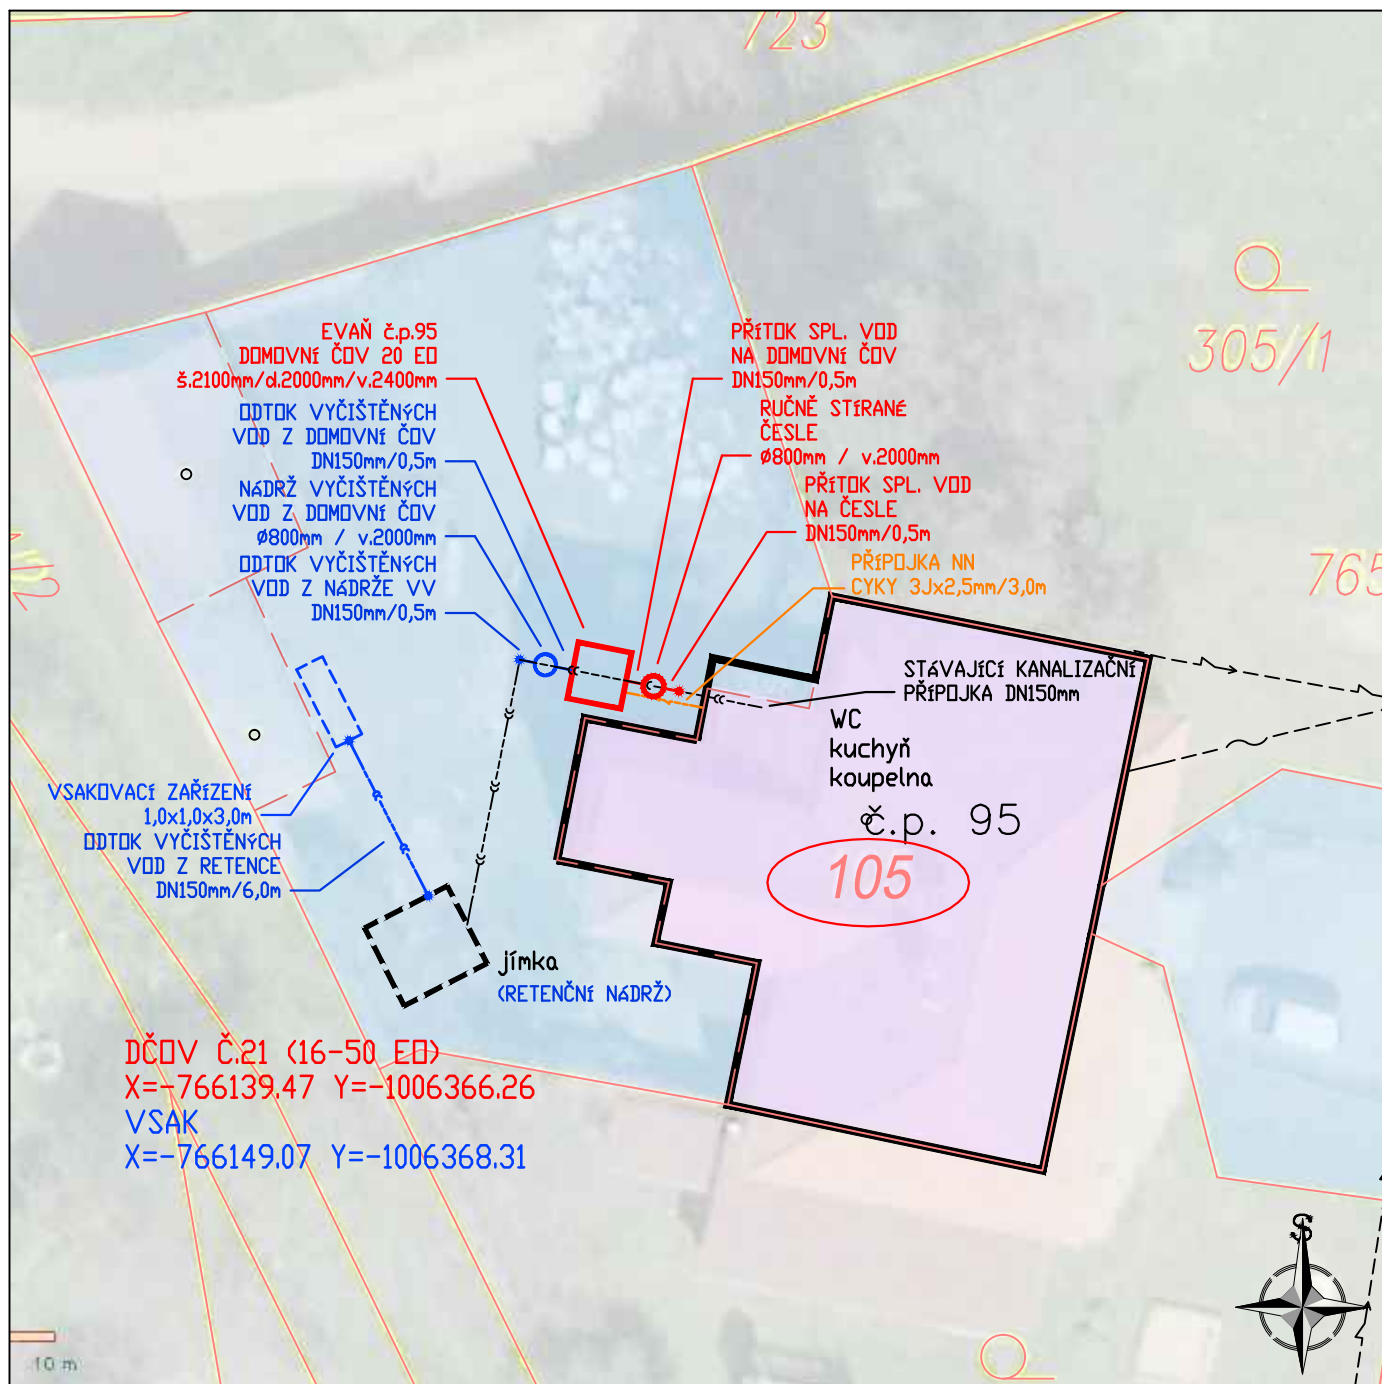 723
305/1
765
EVAŇ č.p.95
DOMOVNÍ ČOV 20 EO
š.2100mm/d.2000mm/v.2400mm
ODTOK VYČIŠTĚNÝCH
VOD Z DOMOVNÍ ČOV
DN150mm/0,5m
NÁDRŽ VYČIŠTĚNÝCH
VOD Z DOMOVNÍ ČOV
Ø800mm / v.2000mm
ODTOK VYČIŠTĚNÝCH
VOD Z NÁDRŽE VV
DN150mm/0,5m
PŘÍTOK SPL. VOD
NA DOMOVNÍ ČOV
DN150mm/0,5m
RUČNĚ STÍRANÉ
ČESLE
Ø800mm / v.2000mm
PŘÍTOK SPL. VOD
NA ČESLE
DN150mm/0,5m
PŘÍPOJKA NN
CYKY 3Jx2,5mm/3,0m
STÁVAJÍCÍ KANALIZAČNÍ
PŘÍPOJKA DN150mm
WC
kuchyň
koupelna
č.p. 95
105
VSAKOVACÍ ZAŘÍZENÍ
1,0x1,0x3,0m
ODTOK VYČIŠTĚNÝCH
VOD Z RETENCE
DN150mm/6,0m
jímka
(RETENČNÍ NÁDRŽ)
DČOV Č.21 (16-50 EO)
X=-766139.47 Y=-1006366.26
VSAK
X=-766149.07 Y=-1006368.31
S
10 m